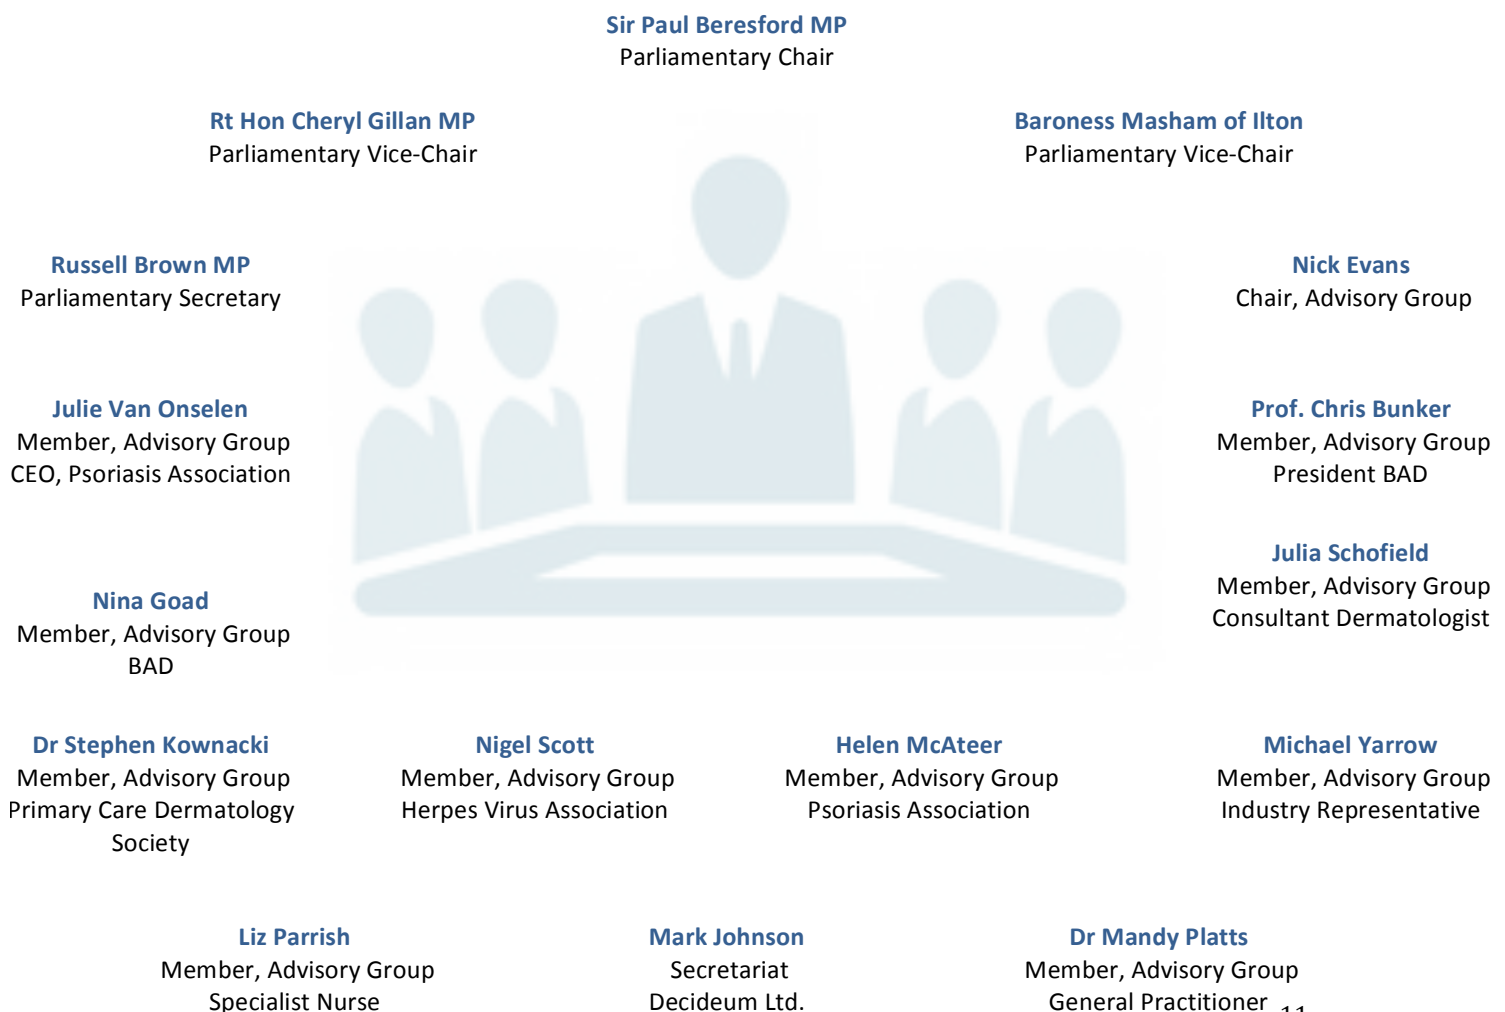 Sir Paul Beresford MP
Parliamentary Chair
Rt Hon Cheryl Gillan MP
Parliamentary Vice-Chair
Baroness Masham of Ilton
Parliamentary Vice-Chair
Russell Brown MP
Parliamentary Secretary
Nick Evans
Chair, Advisory Group
Julie Van Onselen
Member, Advisory Group
CEO, Psoriasis Association
Prof. Chris Bunker
Member, Advisory Group
President BAD
Julia Schofield
Member, Advisory Group
Consultant Dermatologist
Nina Goad
Member, Advisory Group
BAD
Dr Stephen Kownacki
Member, Advisory Group
Primary Care Dermatology
Society
Nigel Scott
Member, Advisory Group
Herpes Virus Association
Helen McAteer
Member, Advisory Group
Psoriasis Association
Michael Yarrow
Member, Advisory Group
Industry Representative
Liz Parrish
Member, Advisory Group
Specialist Nurse
Mark Johnson
Secretariat
Decideum Ltd.
Dr Mandy Platts
Member, Advisory Group
General Practitioner
11